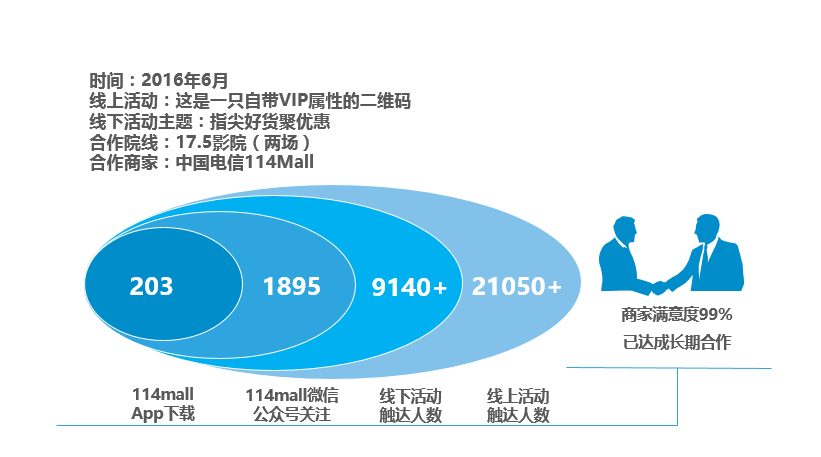 时间：2016年6月
线上活动：这是一只自带VIP属性的二维码
线下活动主题：指尖好货聚优惠
合作院线：17.5影院（两场）
合作商家：中国电信114Mall
203
1895
9140+
21050+
商家满意度99%
已达成长期合作
114mall
App下载
114mall微信
公众号关注
线下活动
触达人数
线上活动
触达人数